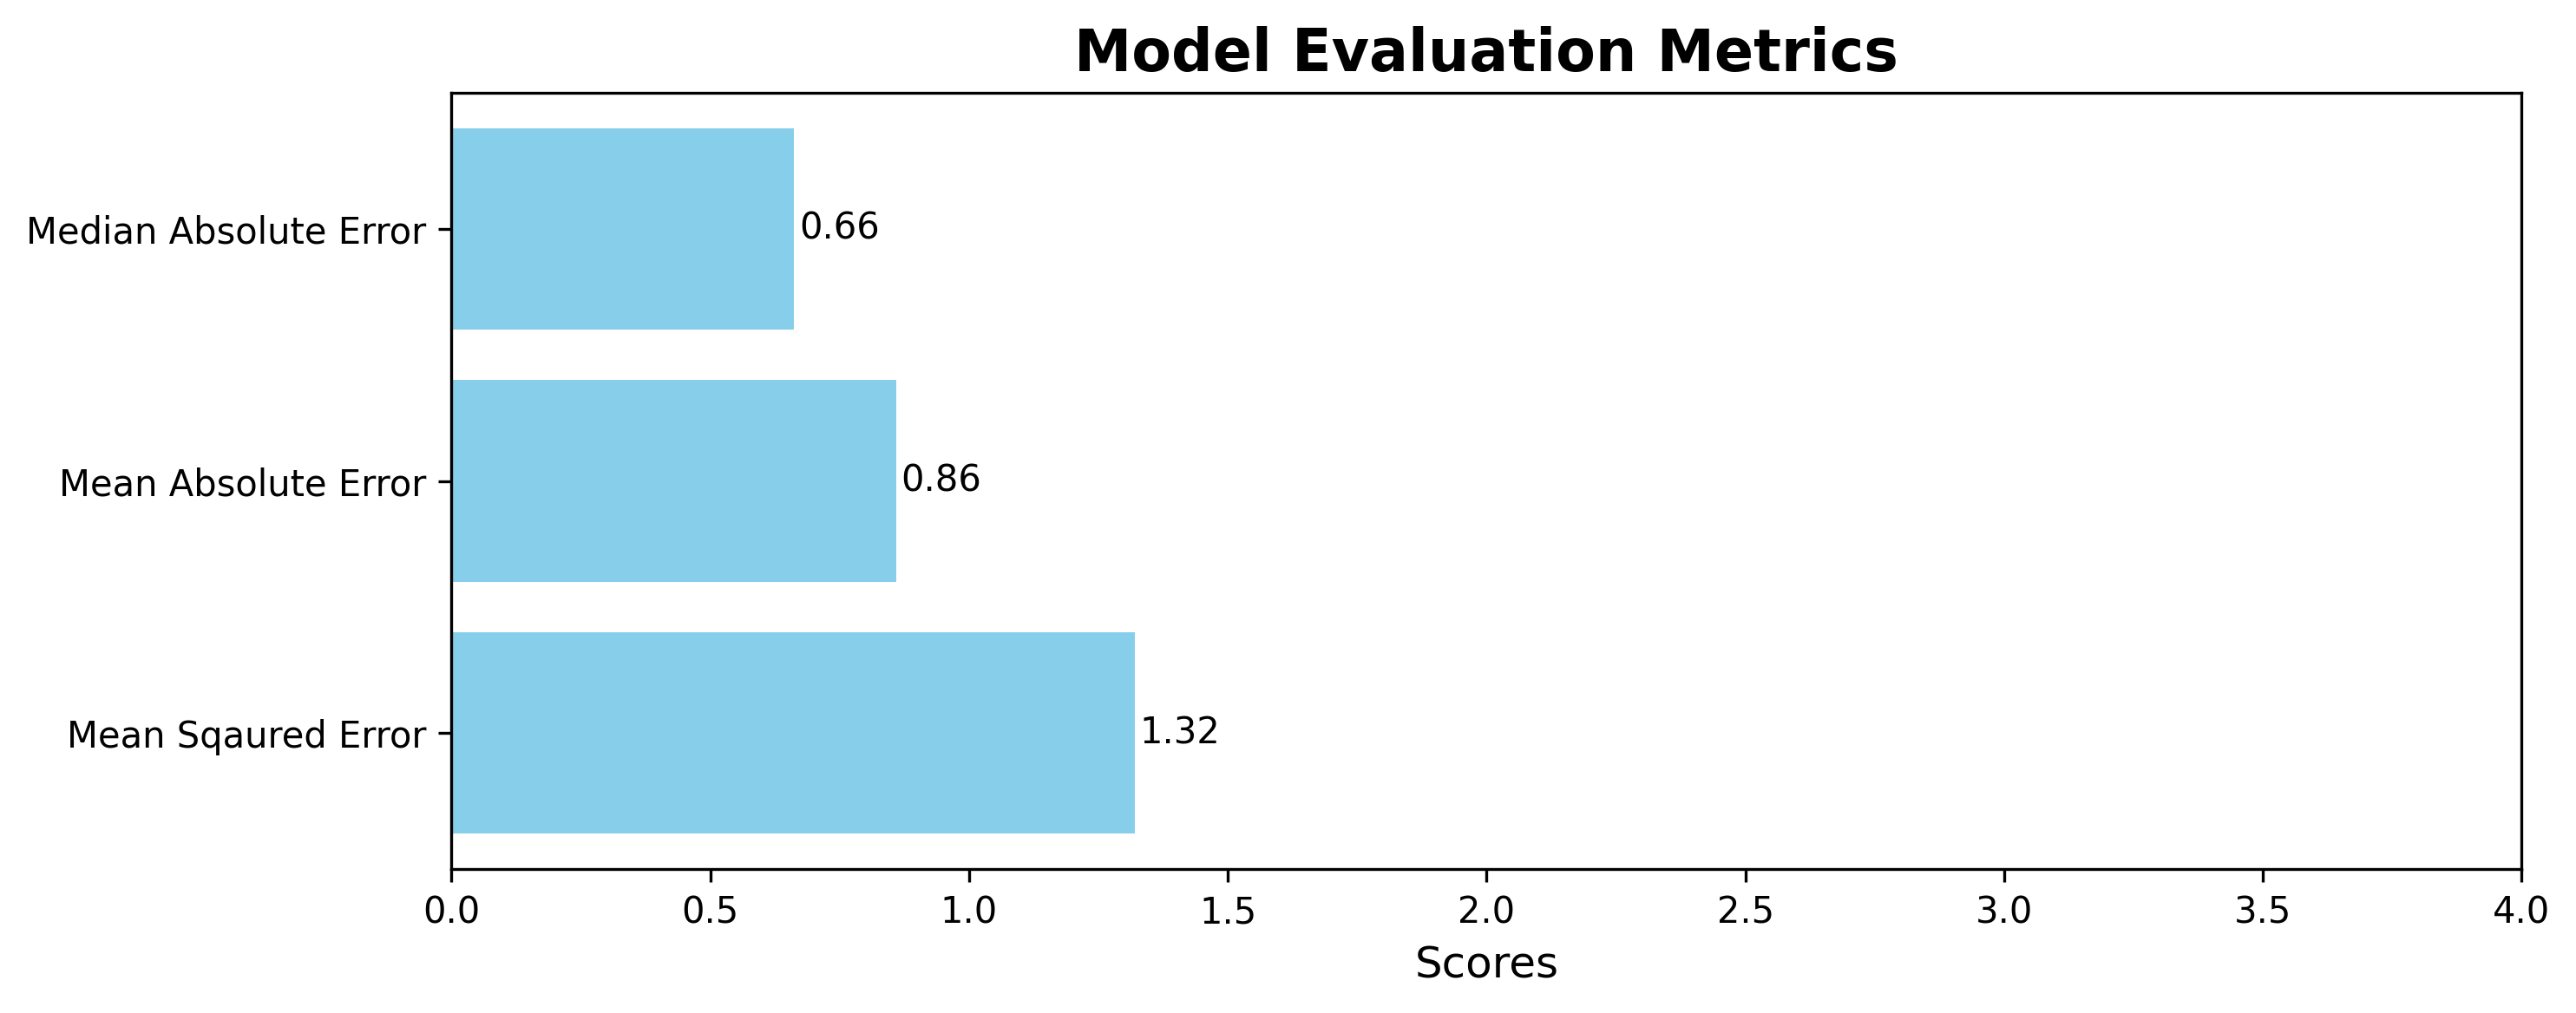 Model Evaluation Metrics
Median Absolute Error
0.66
Mean Absolute Error
0.86
Mean Sqaured Error
1.32
0.0 0.5 1.0 1.5 2.0 2.5 3.0 3.5 4.0
Scores